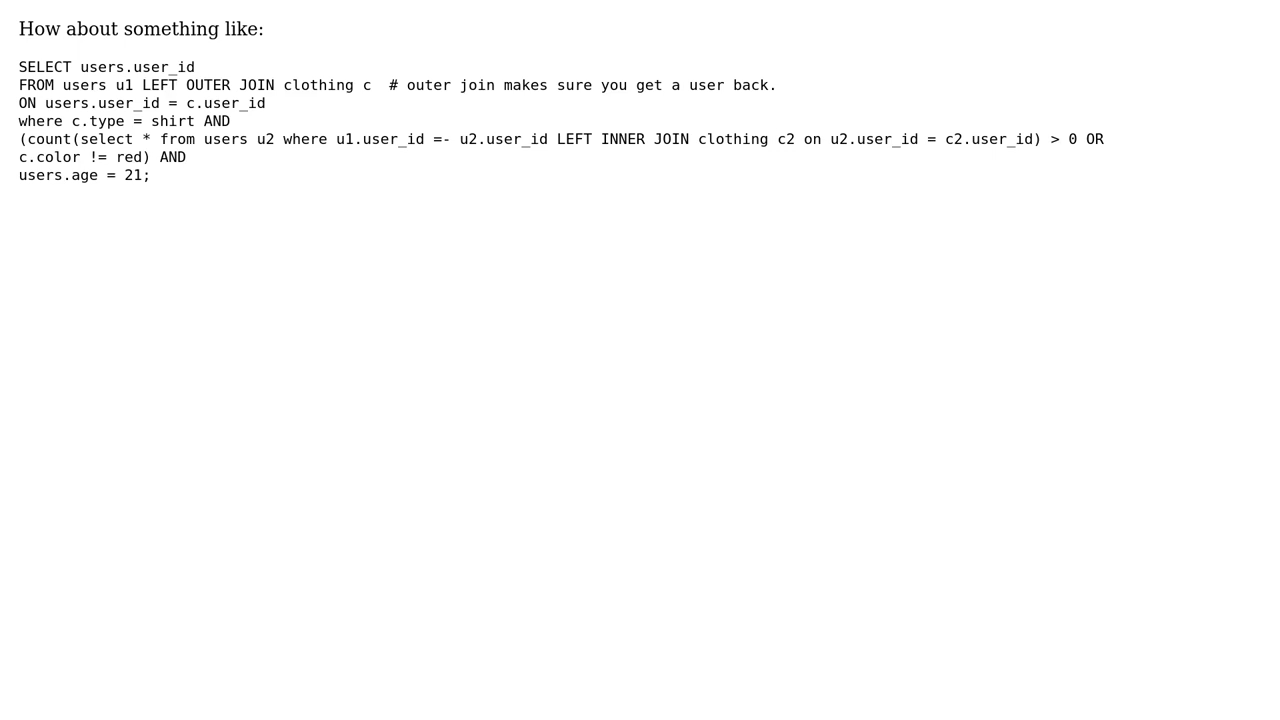 How about something like:
SELECT users.user_id
FROM users u1 LEFT OUTER JOIN clothing c  # outer join makes sure you get a user back.
ON users.user_id = c.user_id
where c.type = shirt AND
(count(select * from users u2 where u1.user_id =- u2.user_id LEFT INNER JOIN clothing c2 on u2.user_id = c2.user_id) > 0 OR
c.color != red) AND
users.age = 21;